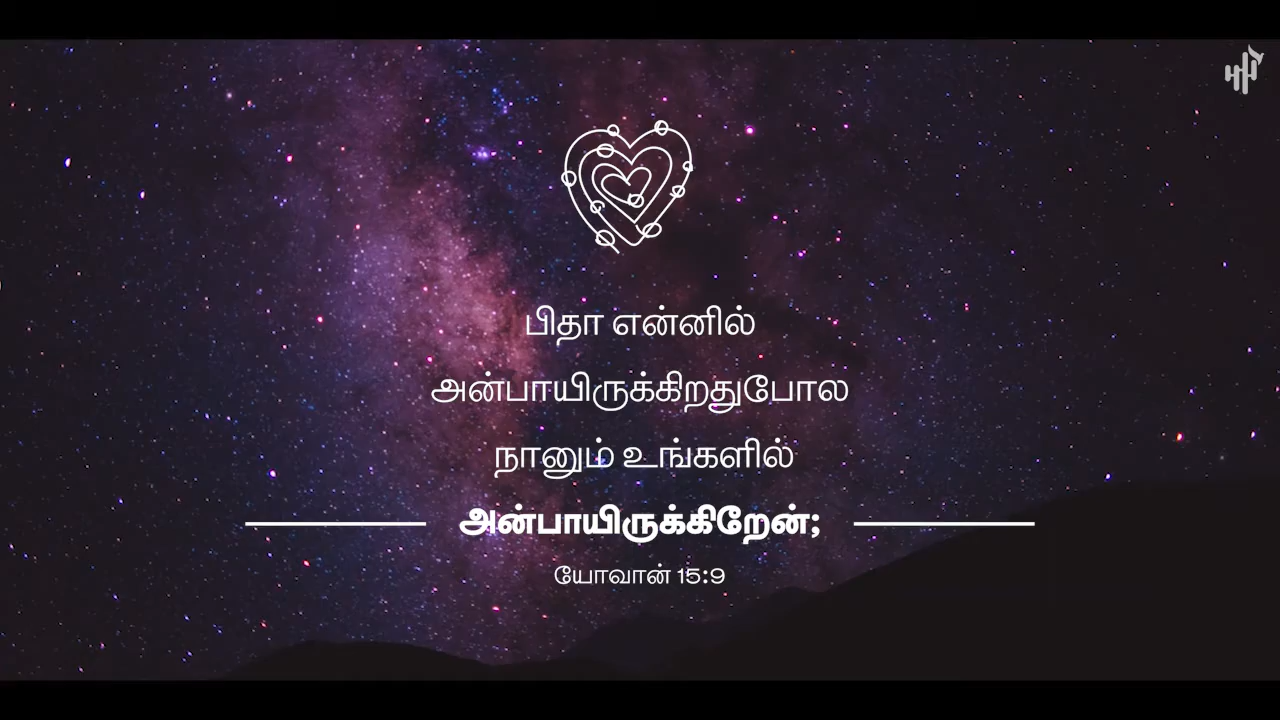 பிதா என்னில்
அன்பாயிருக்கிறதுபோல
நானும் உங்களில்
அன்பாயிருக்கிறேன்;
யோவான் 15:9